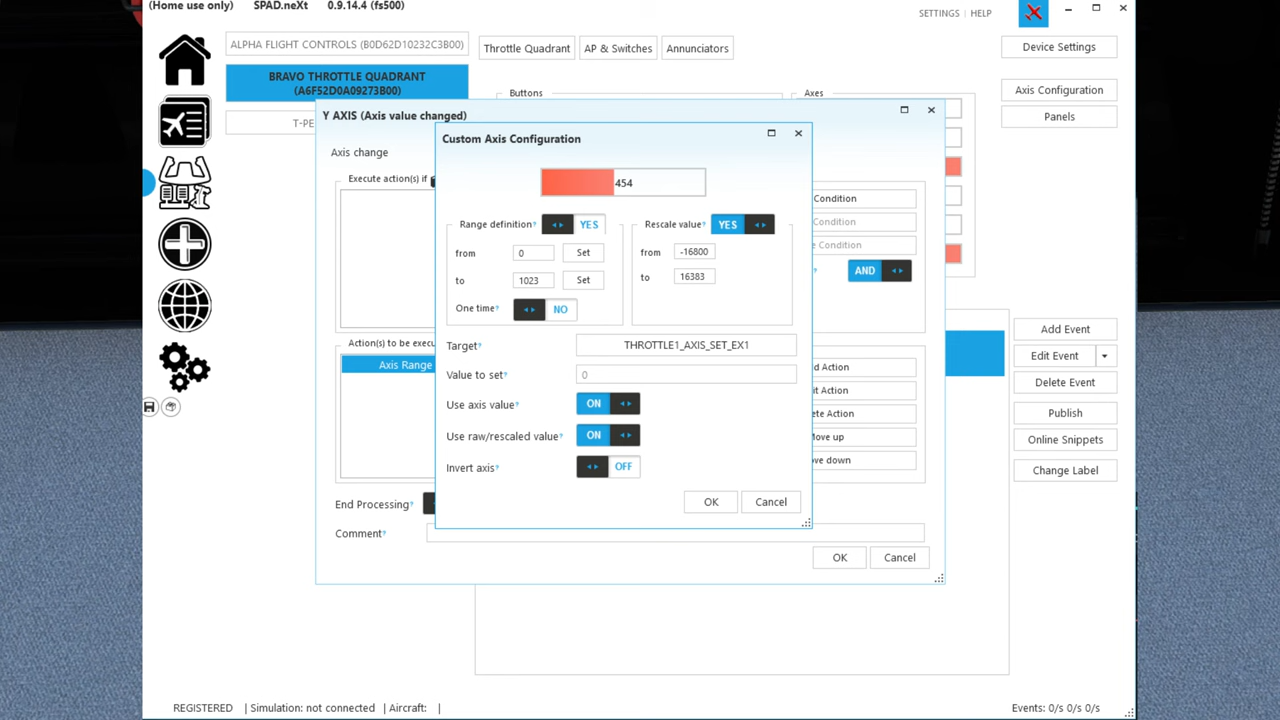 (Home use only) SPAD.neXt 0.9.14.4 (fs500)
SETTINGS | HELP
ALPHA FLIGHT CONTROLS (B0D62D10232C3B00)
BRAVO THROTTLE QUADRANT
(A6F52D0A09273B00)
T-PE
Throttle Quadrant
AP & Switches
Annunciators
Device Settings
Axis Configuration
Panels
Buttons
Axes
Y AXIS (Axis value changed)
Axis change
Execute action(s) if
Condition
Condition
e Condition
? AND
Custom Axis Configuration
454
Range definition? YES
from 0 Set
to 1023 Set
One time? NO
Rescale value? YES
from -16800
to 16383
Target? THROTTLE1_AXIS_SET_EX1
Value to set? 0
Use axis value? ON
Use raw/rescaled value? ON
Invert axis? OFF
OK
Cancel
Action(s) to be execu
Axis Range
d Action
it Action
ete Action
Move up
ove down
End Processing?
Comment?
OK
Cancel
Add Event
Edit Event
Delete Event
Publish
Online Snippets
Change Label
REGISTERED | Simulation: not connected | Aircraft: |
Events: 0/s 0/s 0/s